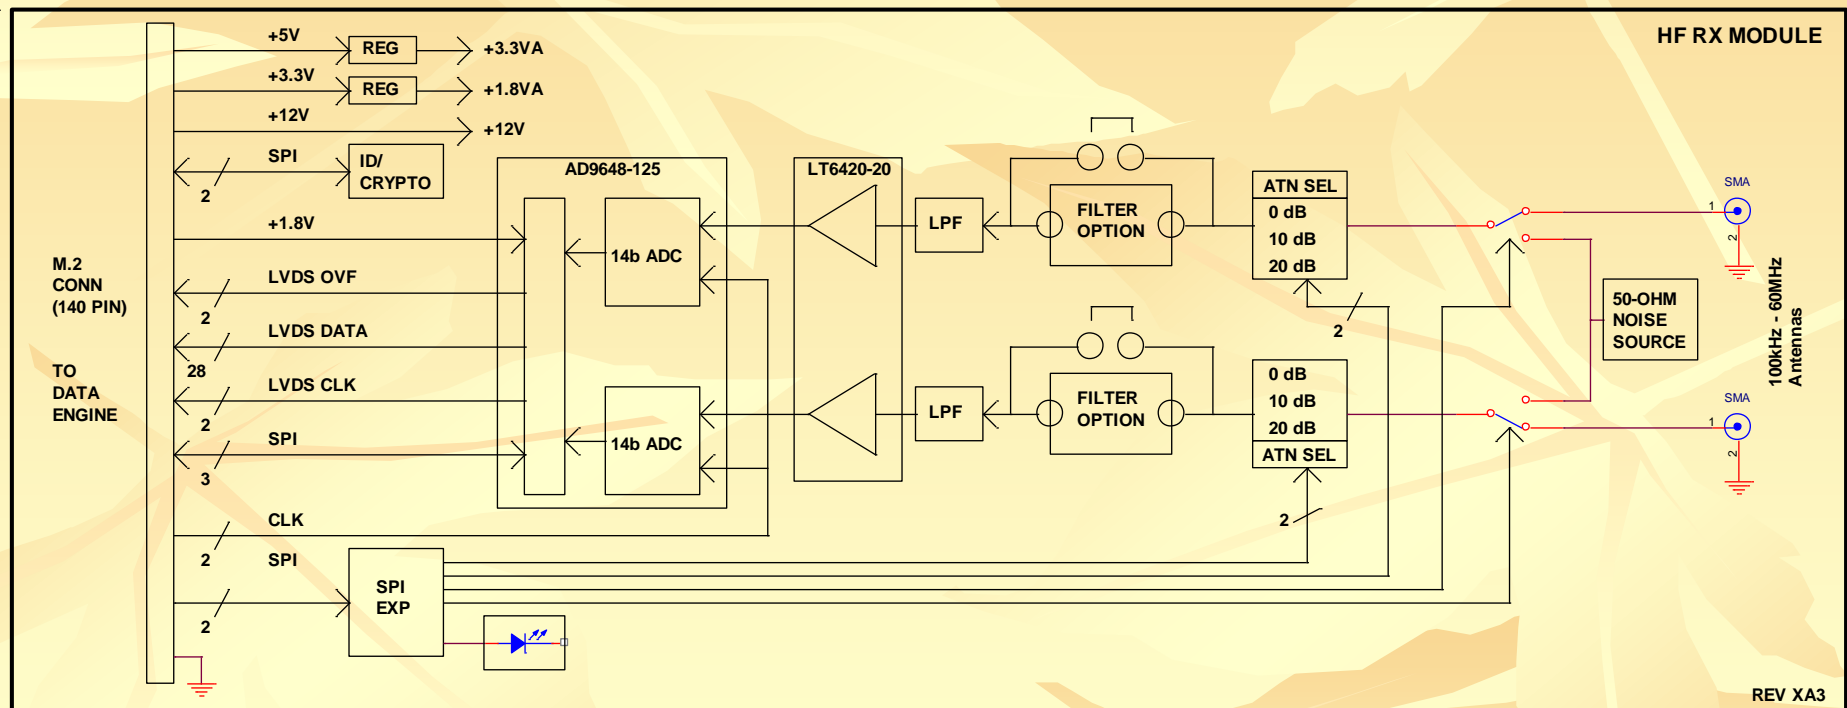 HF RX MODULE
+5V
REG
+3.3VA
+3.3V
REG
+1.8VA
+12V
+12V
SPI
2
ID/
CRYPTO
+1.8V
M.2
CONN
(140 PIN)
TO
DATA
ENGINE
LVDS OVF
2
LVDS DATA
28
LVDS CLK
2
SPI
3
CLK
2
SPI
2
SPI
EXP
AD9648-125
14b ADC
14b ADC
LT6420-20
LPF
LPF
FILTER
OPTION
FILTER
OPTION
ATN SEL
0 dB
10 dB
20 dB
2
0 dB
10 dB
20 dB
ATN SEL
2
50-OHM
NOISE
SOURCE
SMA
1
2
SMA
1
2
100kHz - 60MHz
Antennas
REV XA3